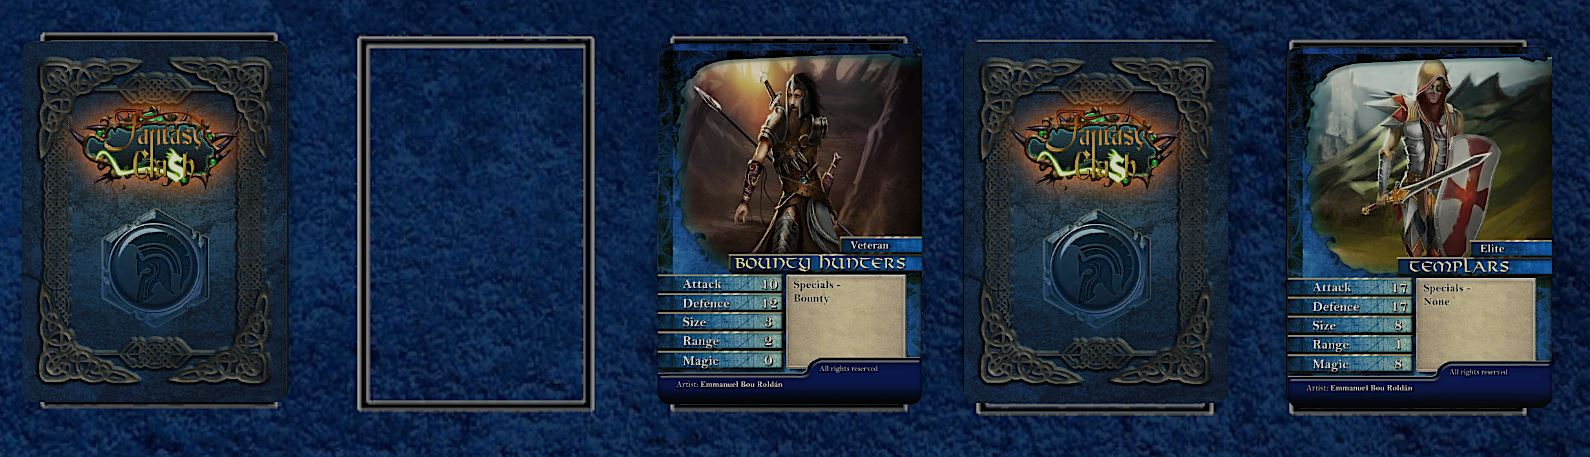 Fantasy
Cla$h
Veteran
BOUNTY HUNTERS
Attack 10
Defence 12
Size 3
Range 2
Magic 0
Specials -
Bounty
All rights reserved
Artist: Emmanuel Bou Roldán
Fantasy
Cla$h
Elite
TEMPLARS
Attack 17
Defence 17
Size 8
Range 1
Magic 8
Specials -
None
All rights reserved
Artist: Emmanuel Bou Roldán